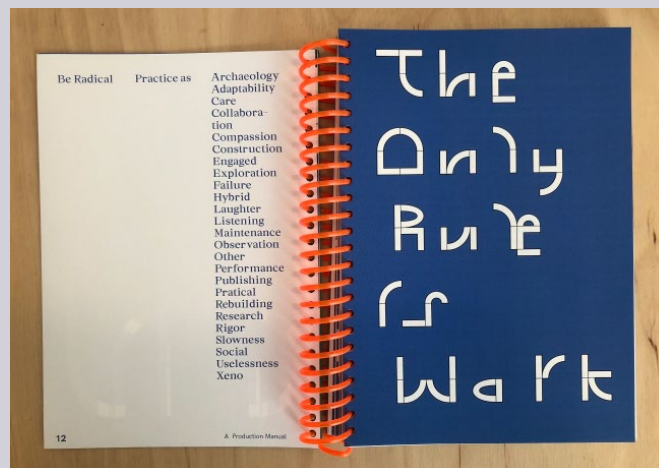 Be Radical Practice as Archaeology
Adaptability
Care
Collabora-
tion
Compassion
Construction
Engaged
Exploration
Failure
Hybrid
Laughter
Listening
Maintenance
Observation
Other
Performance
Publishing
Pratical
Rebuilding
Research
Rigor
Slowness
Social
Uselessness
Xeno
12 A Production Manual
The
Only
Rule
is
Work